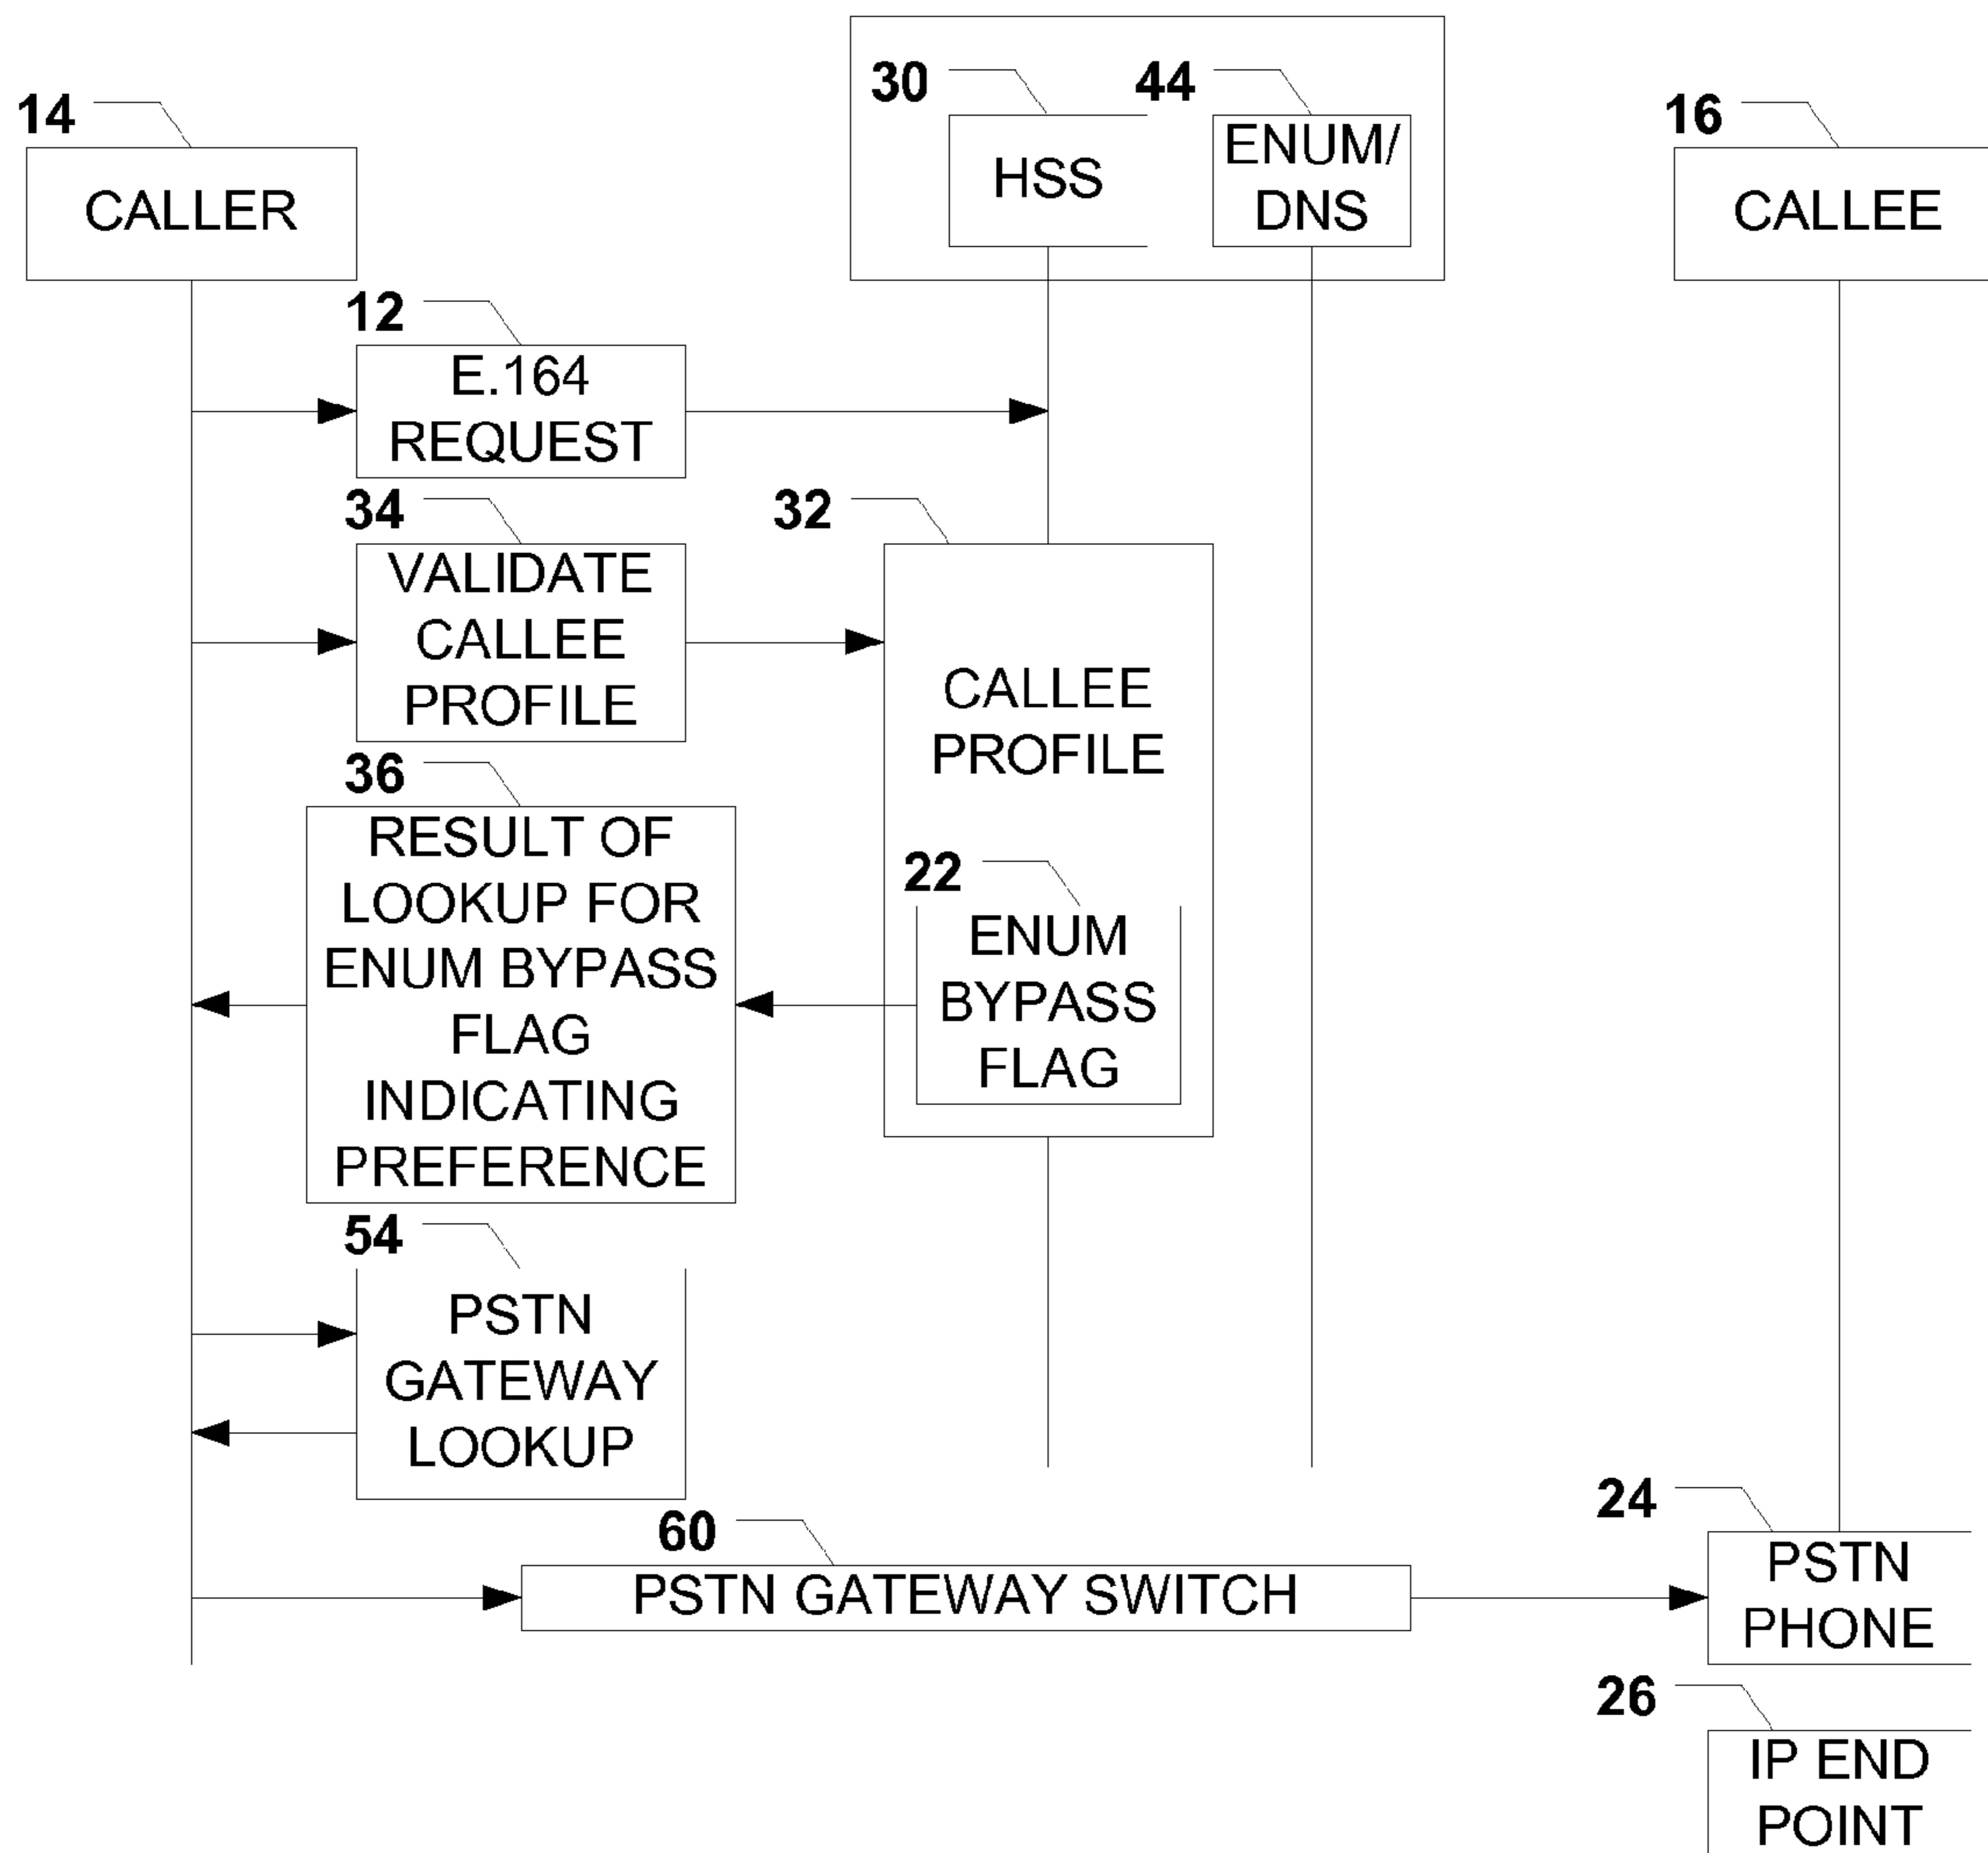 30
44
14
16
HSS
ENUM/
DNS
CALLER
CALLEE
12
E.164
REQUEST
34
32
VALIDATE
CALLEE
PROFILE
CALLEE
PROFILE
36
RESULT OF
LOOKUP FOR
ENUM BYPASS
FLAG
INDICATING
PREFERENCE
22
ENUM
BYPASS
FLAG
54
PSTN
GATEWAY
LOOKUP
60
PSTN GATEWAY SWITCH
24
PSTN
PHONE
26
IP END
POINT